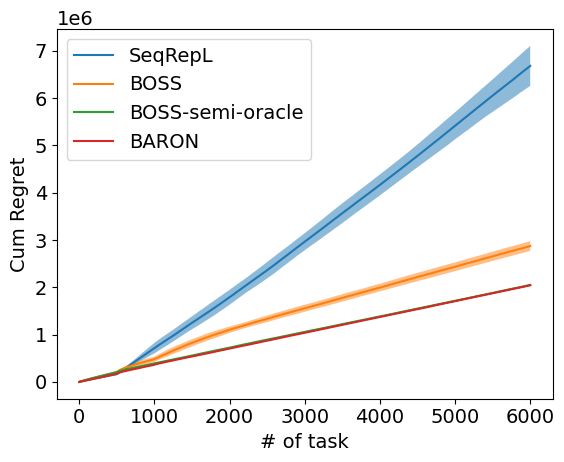 1e6
SeqRepL
BOSS
BOSS-semi-oracle
BARON
Cum Regret
7
6
5
4
3
2
1
0
0 1000 2000 3000 4000 5000 6000
# of task